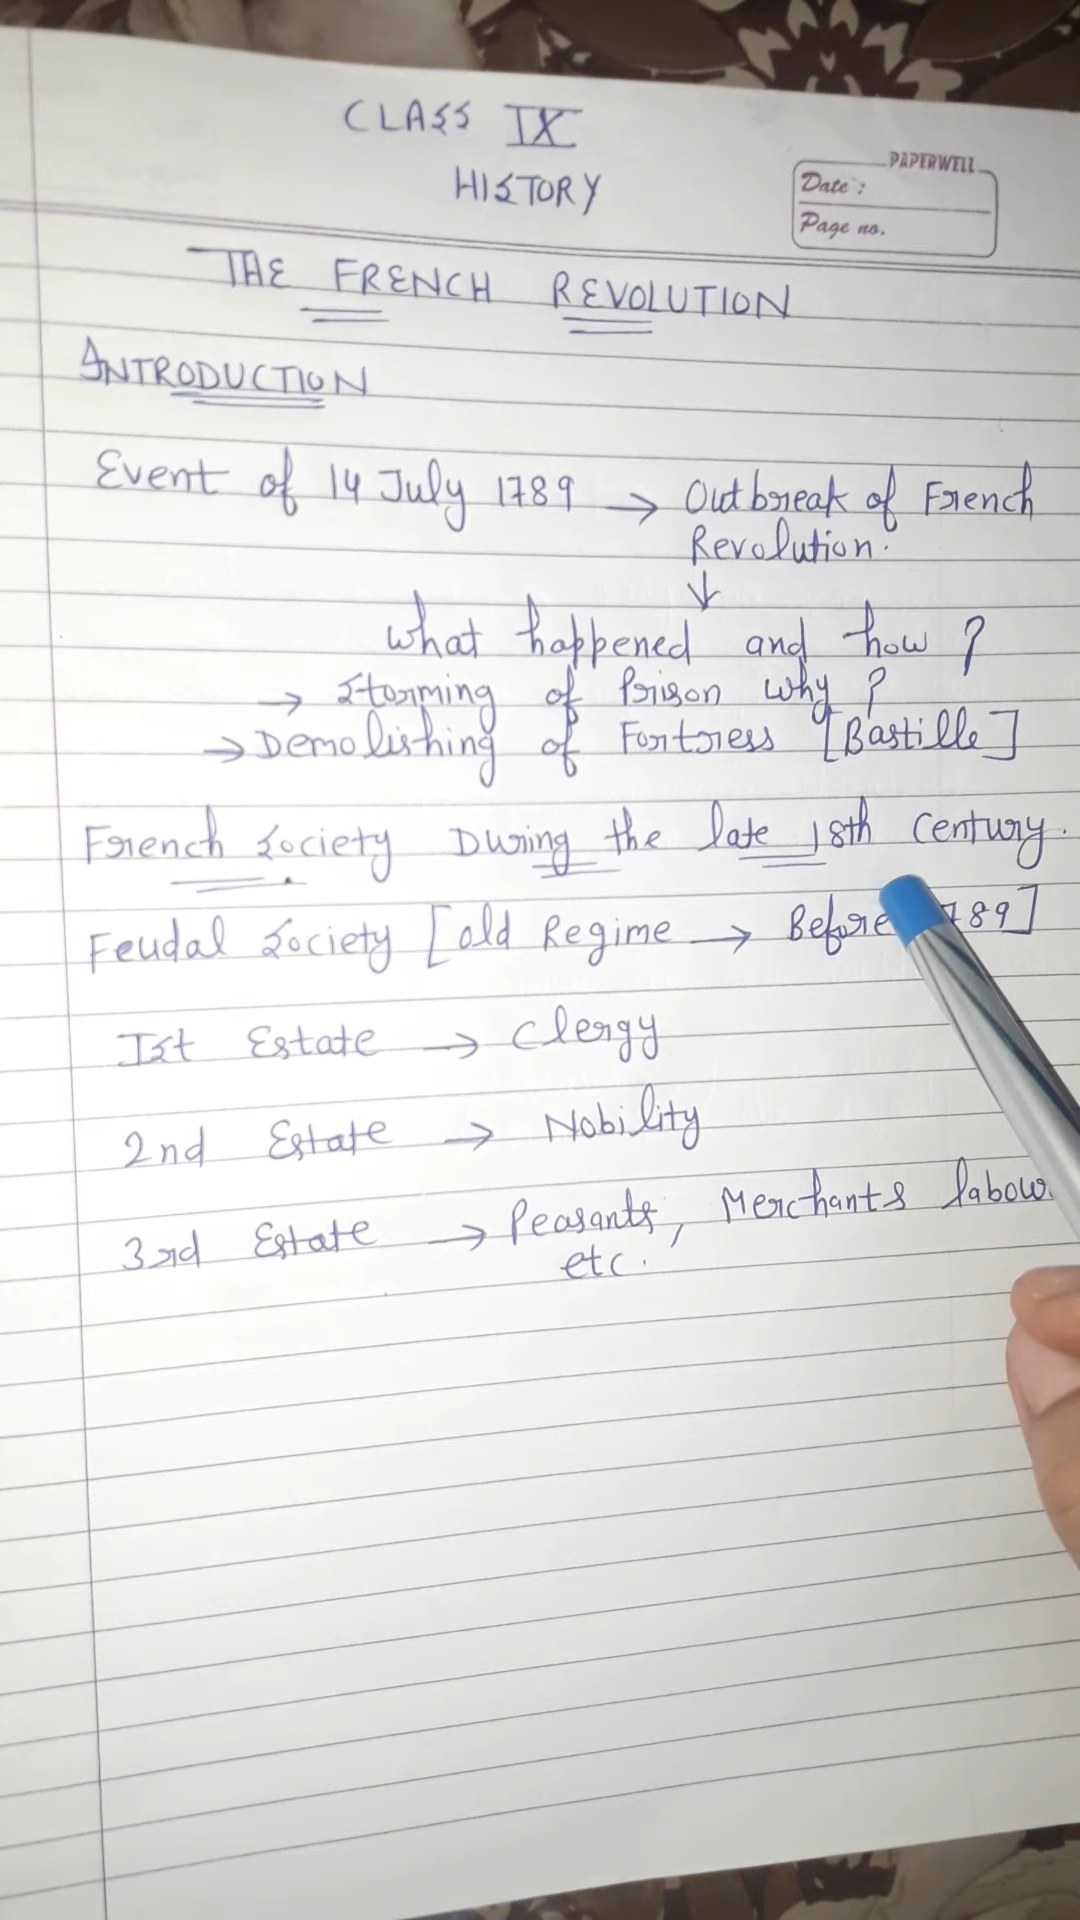 CLASS IX
HISTORY
PAPERWELL
Date :
Page no.
THE FRENCH REVOLUTION
INTRODUCTION
Event of 14 July 1789 → Outbreak of French
Revolution.
↓
What happened and how ?
→ Storming of Prison why ?
→ Demolishing of Fortress [Bastille]
French Society During the late 18th Century.
Feudal Society [old Regime → Before 789]
Ist Estate → Clergy
2nd Estate → Nobility
3rd Estate → Peasants, Merchants labou
etc.